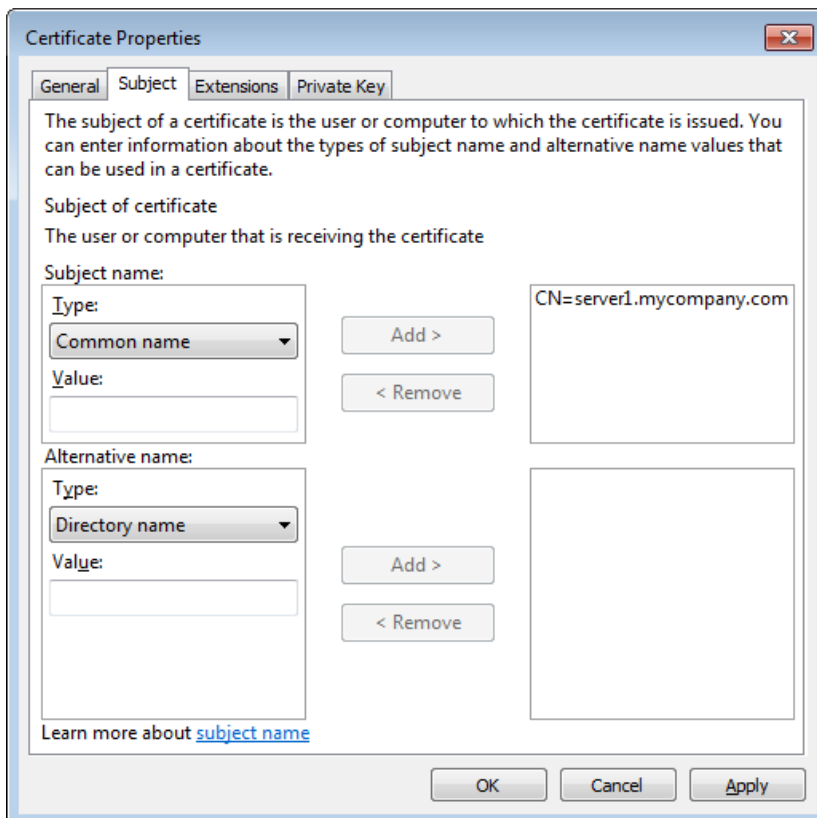 Certificate Properties
General Subject Extensions Private Key
The subject of a certificate is the user or computer to which the certificate is issued. You
can enter information about the types of subject name and alternative name values that
can be used in a certificate.
Subject of certificate
The user or computer that is receiving the certificate
Subject name:
Type:
Common name
Value:
Add >
< Remove
CN=server1.mycompany.com
Alternative name:
Type:
Directory name
Value:
Add >
< Remove
Learn more about subject name
OK Cancel Apply